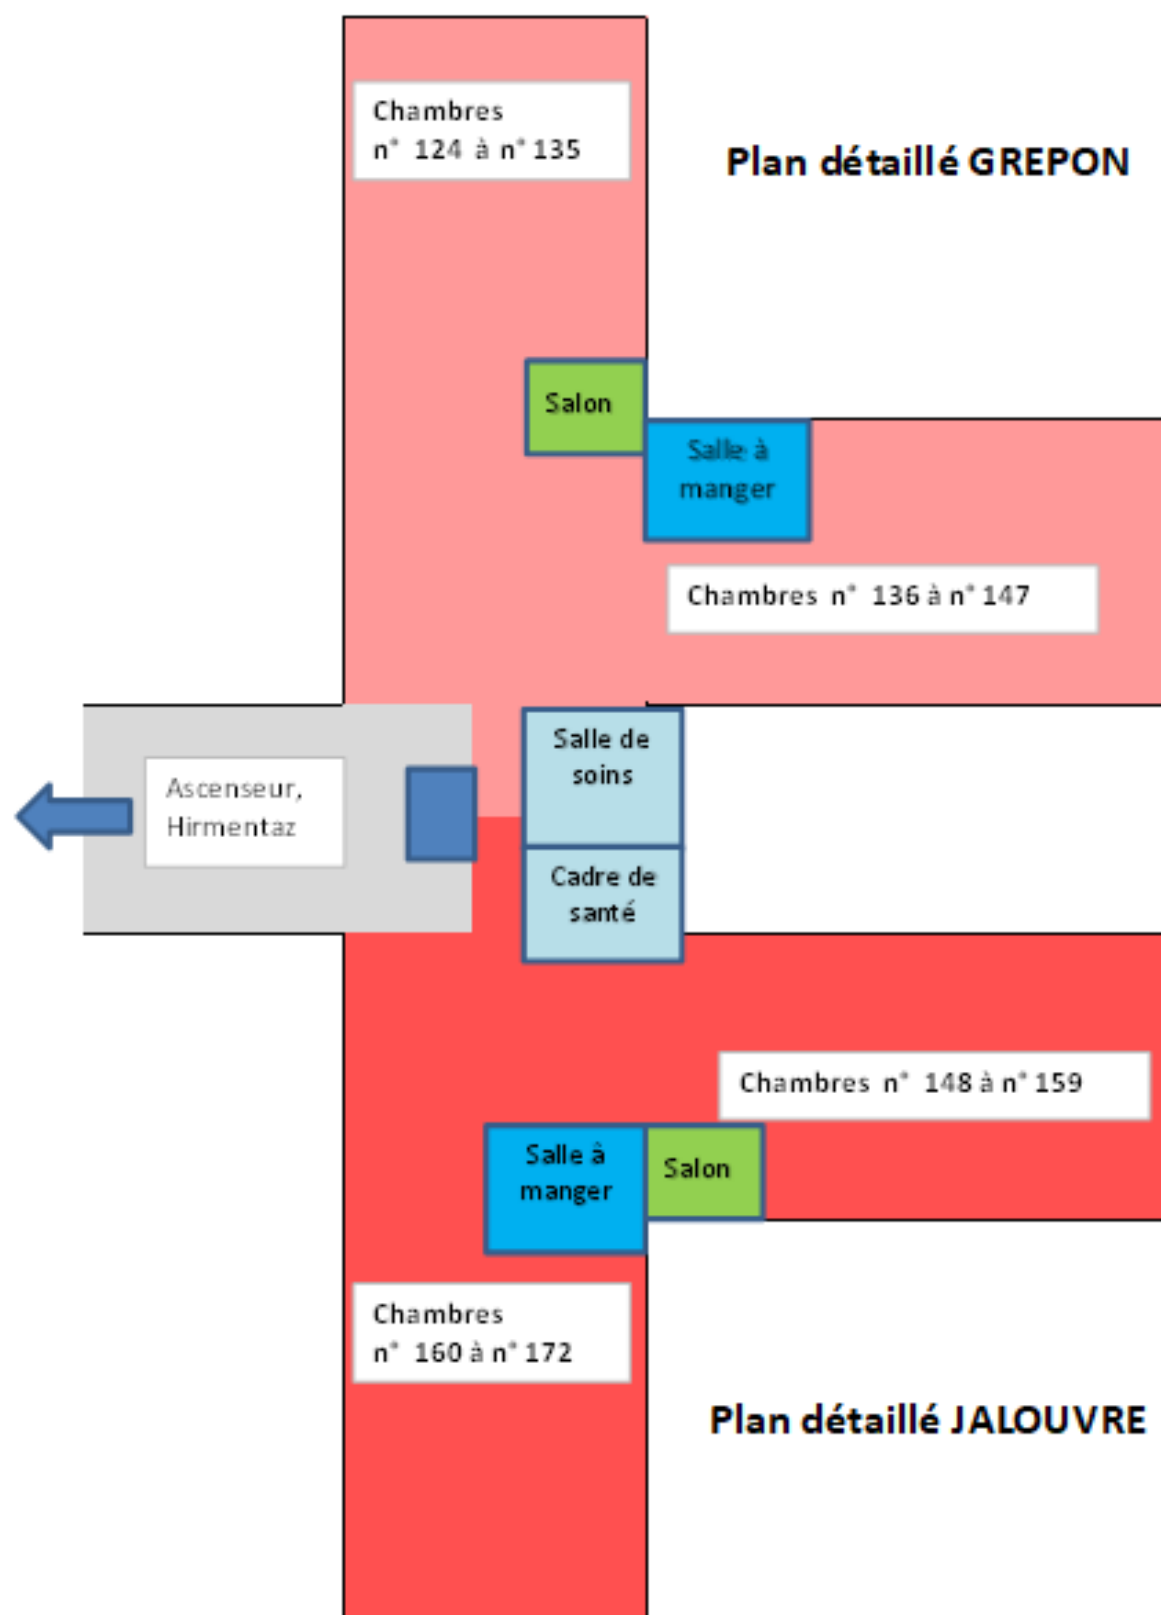 Chambres
n° 124 à n°135
Plan détaillé GREPON
Salon
Salle à
manger
Chambres n° 136 à n°147
Salle de
soins
Ascenseur,
Hirmentaz
Cadre de
santé
Chambres n° 148 à n°159
Salle à
manger
Salon
Chambres
n° 160 à n°172
Plan détaillé JALOUVRE